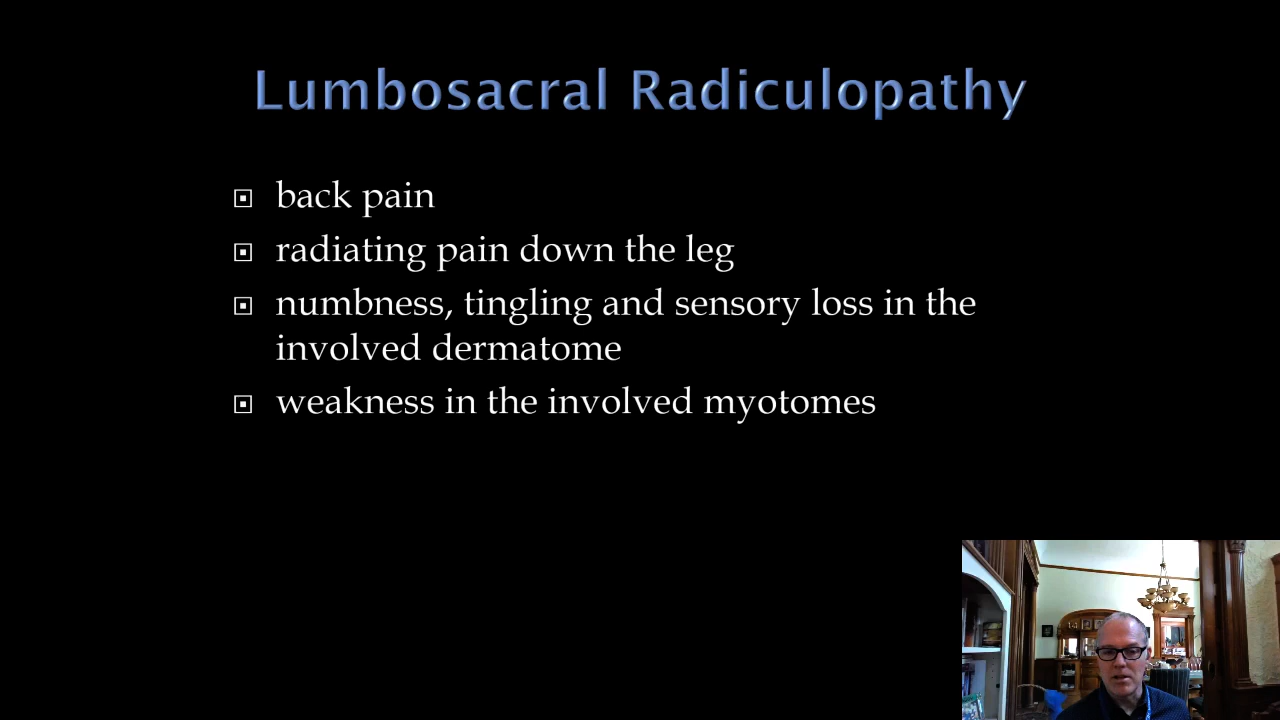 Lumbosacral Radiculopathy
back pain
radiating pain down the leg
numbness, tingling and sensory loss in the
involved dermatome
weakness in the involved myotomes